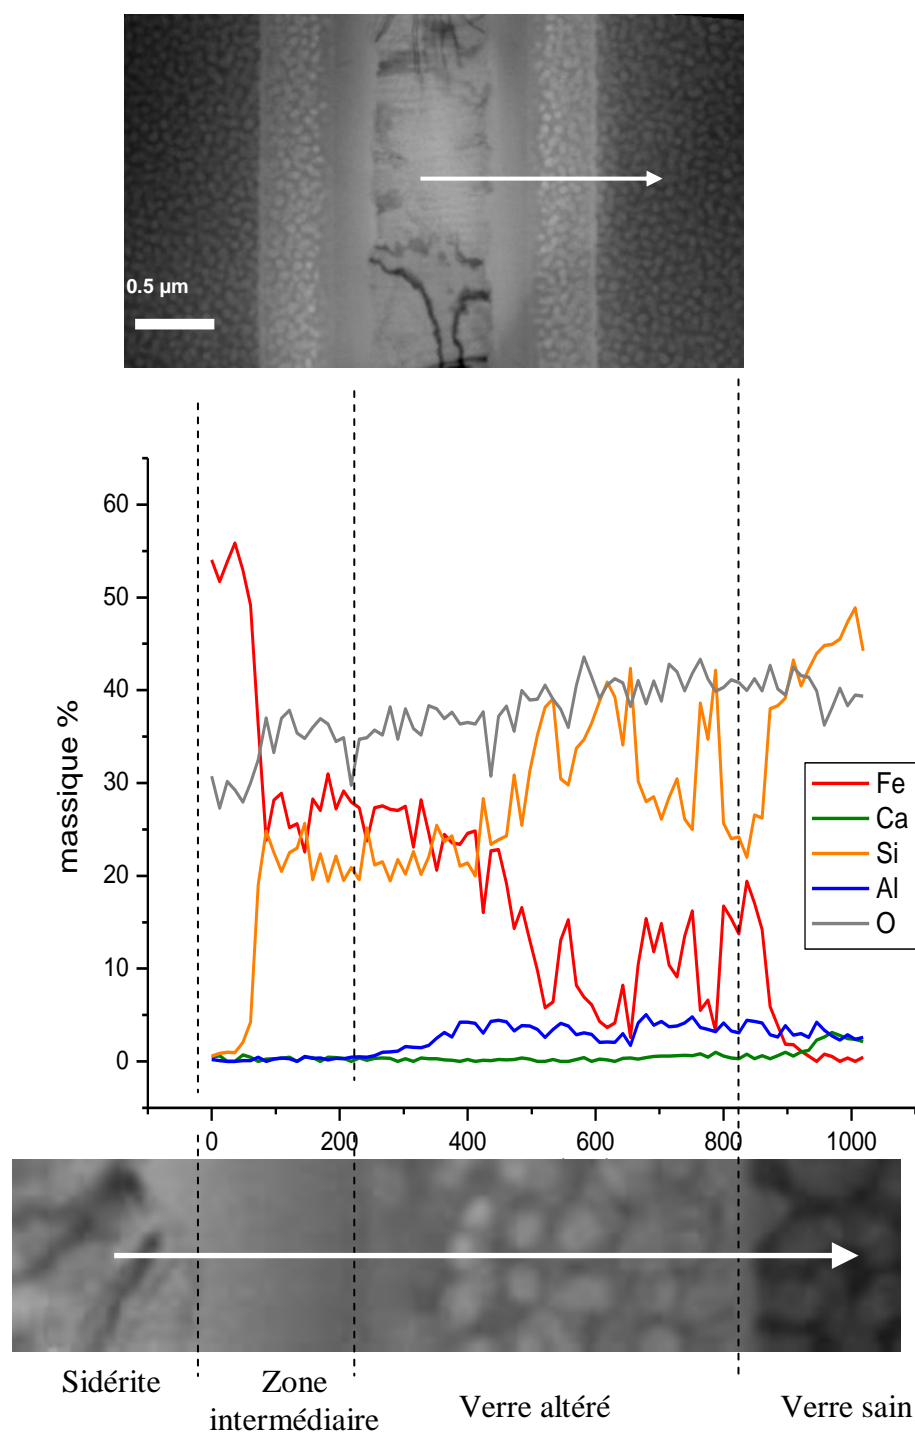 0.5 µm
massique %
60
50
40
30
20
10
0
Fe
Ca
Si
Al
O
0 200 400 600 800 1000
Sidérite
Zone
intermédiaire
Verre altéré
Verre sain